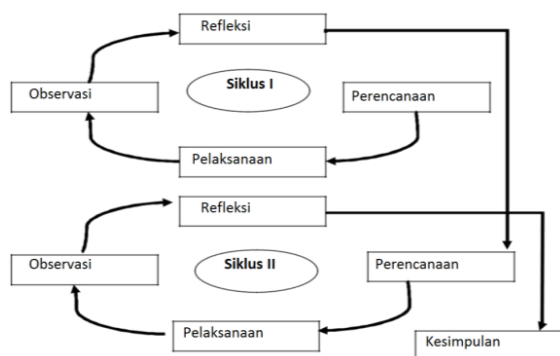 Refleksi
Siklus I
Observasi
Perencanaan
Pelaksanaan
Refleksi
Siklus II
Observasi
Perencanaan
Pelaksanaan
Kesimpulan